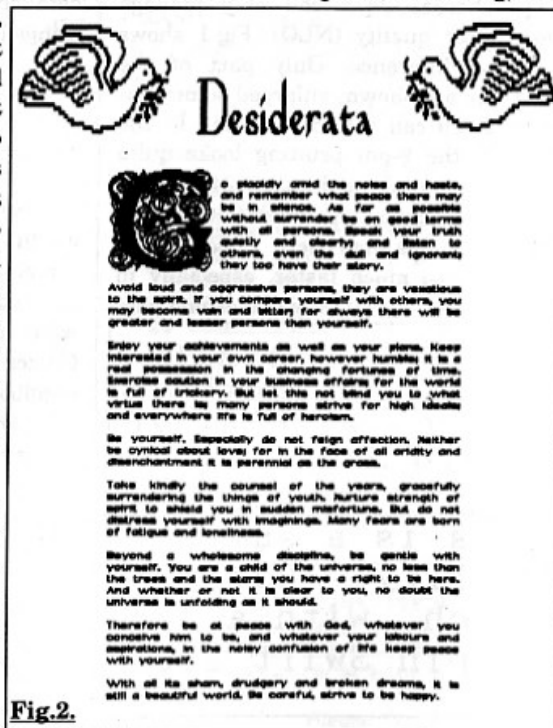 Desiderata
Go placidly amid the noise and haste,
and remember what peace there may
be in silence. As far as possible
without surrender be on good terms
with all persons. Speak your truth
quietly and clearly; and listen to
others, even the dull and ignorant;
they too have their story.
Avoid loud and aggressive persons, they are vexatious
to the spirit. If you compare yourself with others, you
may become vain and bitter; for always there will be
greater and lesser persons than yourself.
Enjoy your achievements as well as your plans. Keep
interested in your own career, however humble; it is a
real possession in the changing fortunes of time.
Exercise caution in your business affairs; for the world
is full of trickery. But let this not blind you to what
virtue there is; many persons strive for high ideals;
and everywhere life is full of heroism.
Be yourself. Especially do not feign affection. Neither
be cynical about love; for in the face of all aridity and
disenchantment it is perennial as the grass.
Take kindly the counsel of the years, gracefully
surrendering the things of youth. Nurture strength of
spirit to shield you in sudden misfortune. But do not
distress yourself with imaginings. Many fears are born
of fatigue and loneliness.
Beyond a wholesome discipline, be gentle with
yourself. You are a child of the universe, no less than
the trees and the stars; you have a right to be here.
And whether or not it is clear to you, no doubt the
universe is unfolding as it should.
Therefore be at peace with God, whatever you
conceive him to be, and whatever your labours and
aspirations, in the noisy confusion of life keep peace
with yourself.
With all its sham, drudgery and broken dreams, it is
still a beautiful world. Be careful, strive to be happy.
Fig.2.